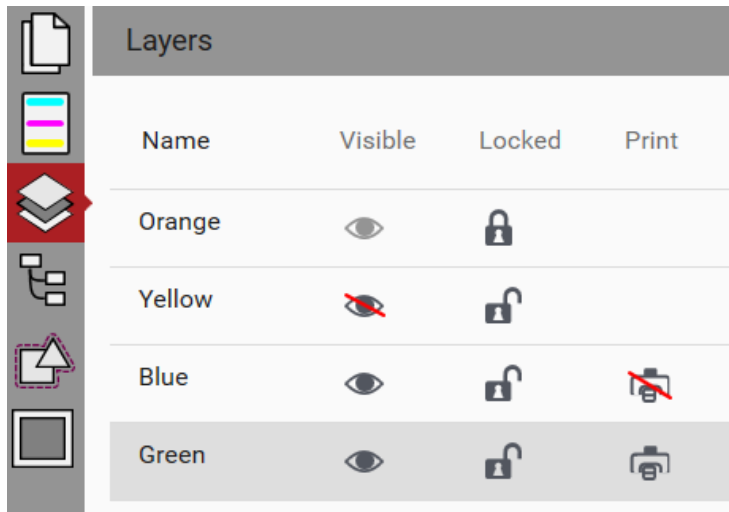 Layers
Name Visible Locked Print
Orange
Yellow
Blue
Green